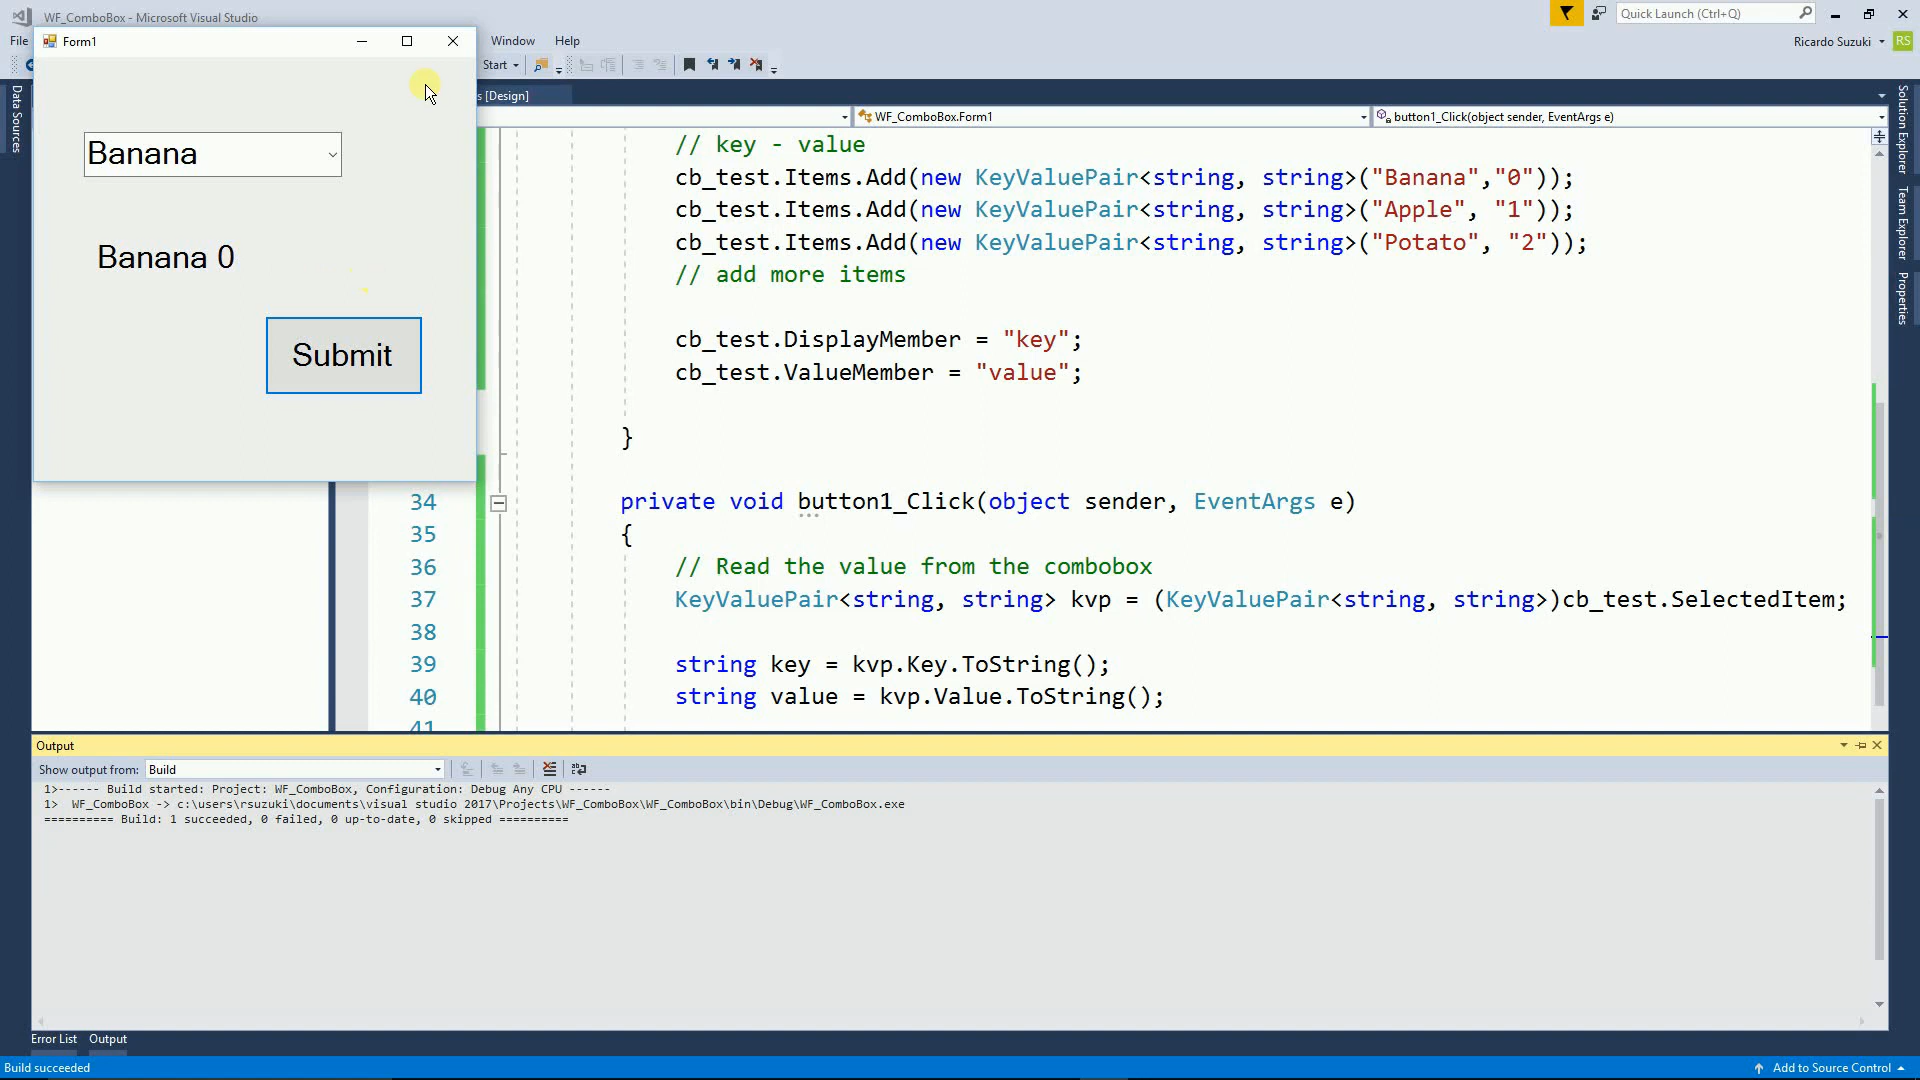 WF_ComboBox - Microsoft Visual Studio
Quick Launch (Ctrl+Q)
File
Form1
Window Help
Ricardo Suzuki
RS
Start
s [Design]
WF_ComboBox.Form1
button1_Click(object sender, EventArgs e)
Data Sources
Solution Explorer
Team Explorer
Properties
Banana
Banana 0
Submit
// key - value
cb_test.Items.Add(new KeyValuePair<string, string>("Banana","0"));
cb_test.Items.Add(new KeyValuePair<string, string>("Apple", "1"));
cb_test.Items.Add(new KeyValuePair<string, string>("Potato", "2"));
// add more items
cb_test.DisplayMember = "key";
cb_test.ValueMember = "value";
}
34 private void button1_Click(object sender, EventArgs e)
35 {
36 // Read the value from the combobox
37 KeyValuePair<string, string> kvp = (KeyValuePair<string, string>)cb_test.SelectedItem;
38
39 string key = kvp.Key.ToString();
40 string value = kvp.Value.ToString();
41
Output
Show output from: Build
1>------ Build started: Project: WF_ComboBox, Configuration: Debug Any CPU ------
1>  WF_ComboBox -> c:\users\rsuzuki\documents\visual studio 2017\Projects\WF_ComboBox\WF_ComboBox\bin\Debug\WF_ComboBox.exe
========== Build: 1 succeeded, 0 failed, 0 up-to-date, 0 skipped ==========
Error List Output
Build succeeded
Add to Source Control